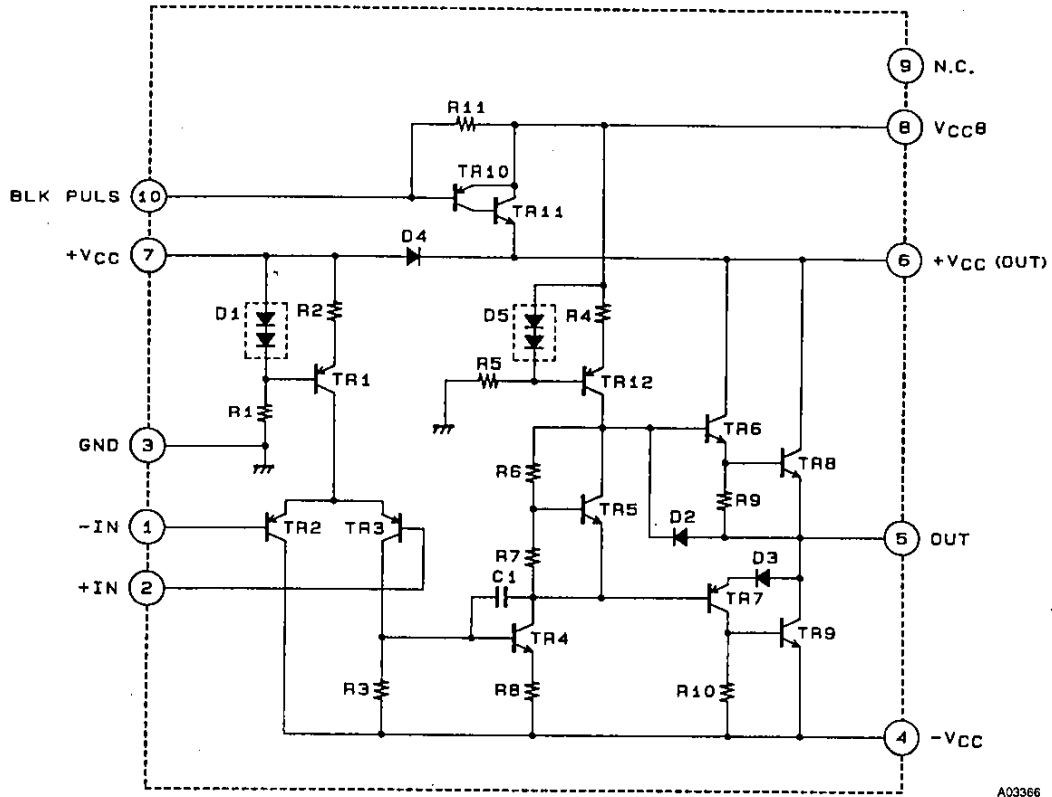 9 N.C.
R11
8 VCC8
TR10
BLK PULS 10
TR11
D4
+VCC 7
6 +VCC (OUT)
D1
R2
D5
R4
R5
TR1
TR12
R1
TR6
GND 3
R6
TR8
R9
TR5
-IN 1
TR2
TR3
D2
5 OUT
R7
D3
C1
+IN 2
TR7
TR4
TR9
R3
R8
R10
4 -VCC
A03366